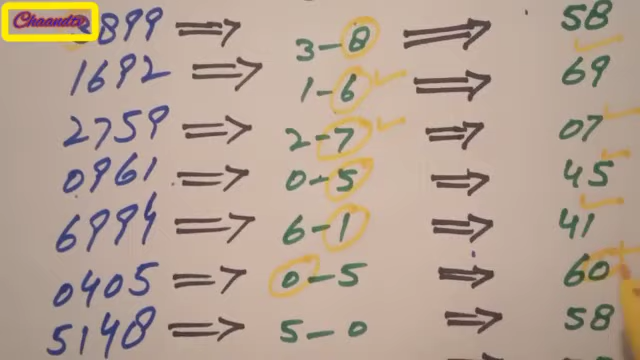 Chaandtv
899 ⇒ 3-8 ⇒ 58
1692 ⇒ 1-6 ⇒ 69
2759 ⇒ 2-7 ⇒ 07
0961 ⇒ 0-5 ⇒ 45
6994 ⇒ 6-1 ⇒ 41
0405 ⇒ 0-5 ⇒ 60
5148 ⇒ 5-0 ⇒ 58